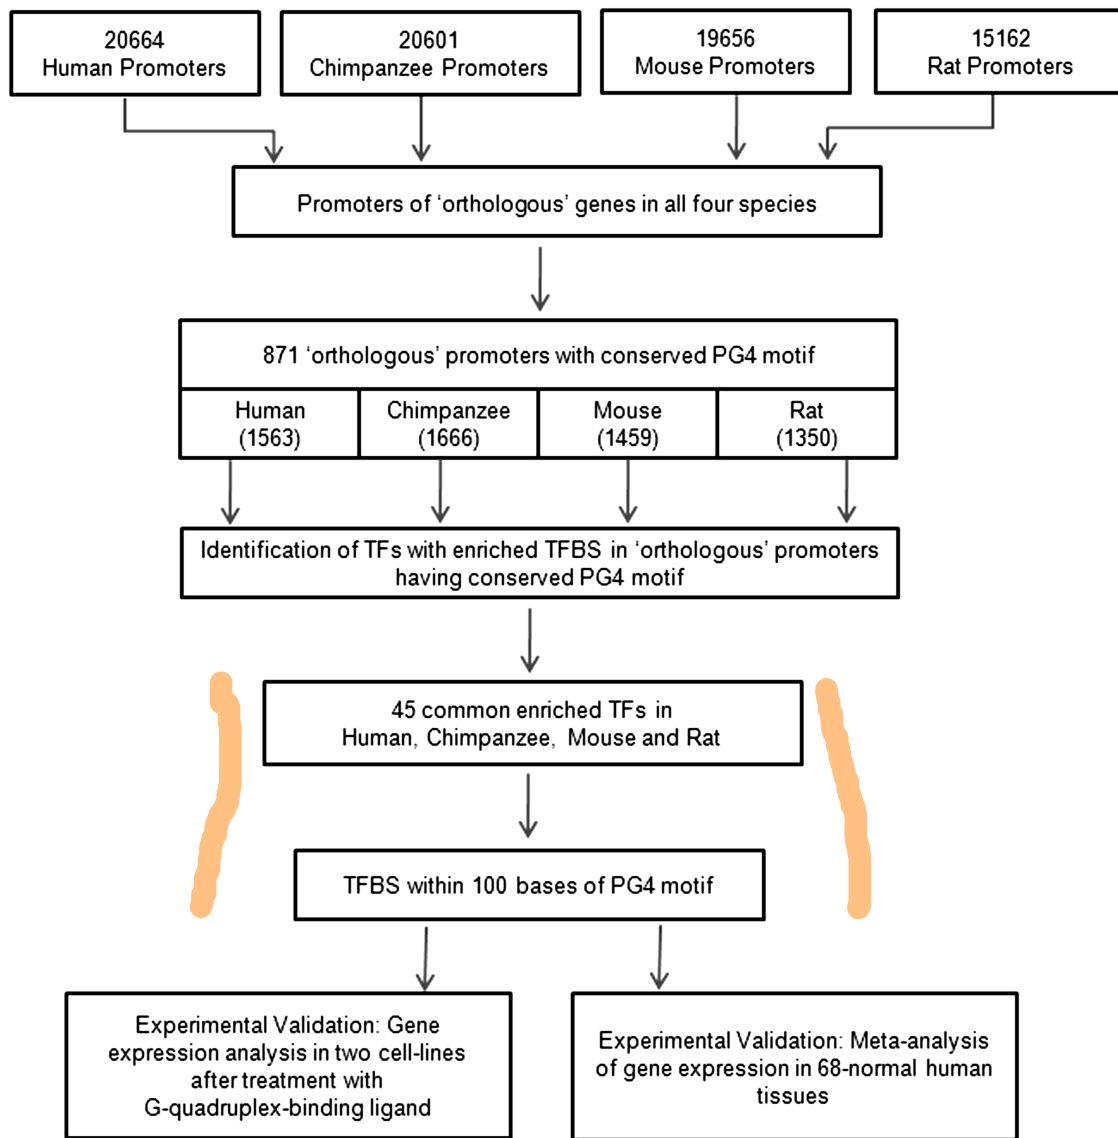 20664
Human Promoters
20601
Chimpanzee Promoters
19656
Mouse Promoters
15162
Rat Promoters
Promoters of ‘orthologous’ genes in all four species
871 ‘orthologous’ promoters with conserved PG4 motif
Human
(1563)
Chimpanzee
(1666)
Mouse
(1459)
Rat
(1350)
Identification of TFs with enriched TFBS in ‘orthologous’ promoters
having conserved PG4 motif
45 common enriched TFs in
Human, Chimpanzee, Mouse and Rat
TFBS within 100 bases of PG4 motif
Experimental Validation: Gene
expression analysis in two cell-lines
after treatment with
G-quadruplex-binding ligand
Experimental Validation: Meta-analysis
of gene expression in 68-normal human
tissues